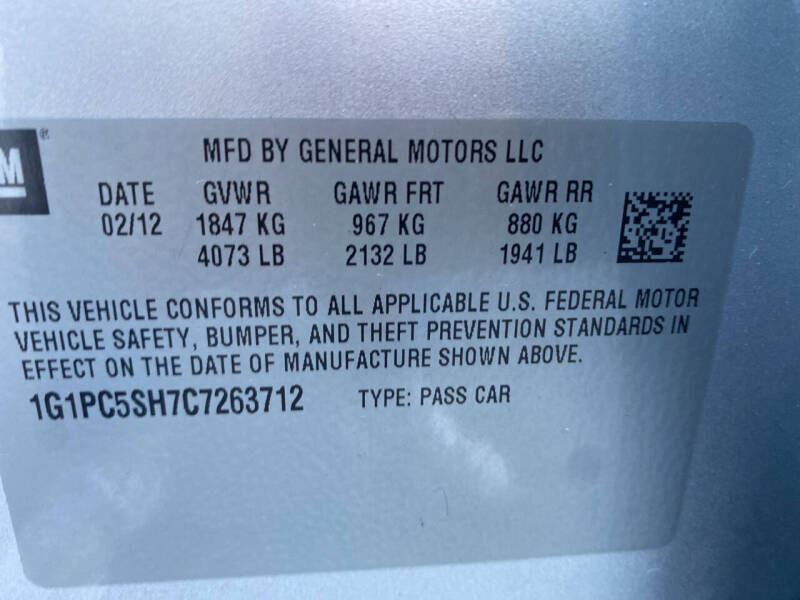 M®
MFD BY GENERAL MOTORS LLC
DATE GVWR GAWR FRT GAWR RR
02/12 1847 KG 967 KG 880 KG
4073 LB 2132 LB 1941 LB
THIS VEHICLE CONFORMS TO ALL APPLICABLE U.S. FEDERAL MOTOR
VEHICLE SAFETY, BUMPER, AND THEFT PREVENTION STANDARDS IN
EFFECT ON THE DATE OF MANUFACTURE SHOWN ABOVE.
1G1PC5SH7C7263712 TYPE: PASS CAR